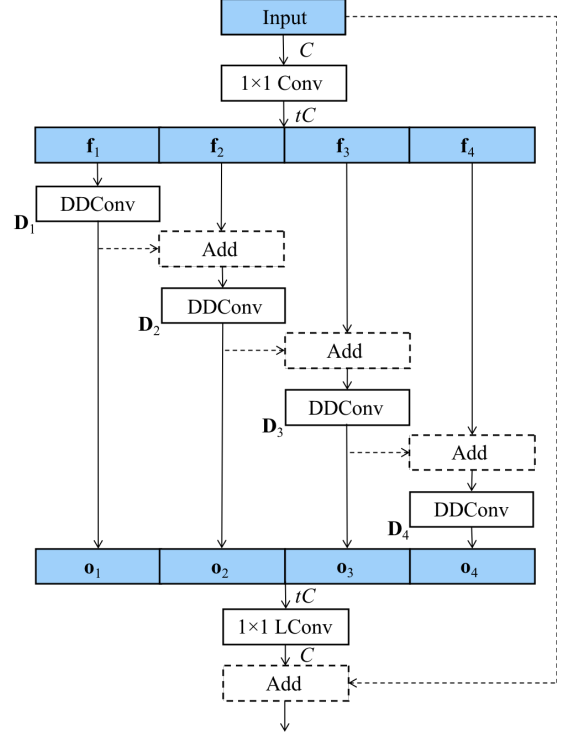 Input
C
1×1 Conv
tC
f₁ f₂ f₃ f₄
DDConv
D₁
Add
DDConv
D₂
Add
DDConv
D₃
Add
DDConv
D₄
o₁ o₂ o₃ o₄
tC
1×1 LConv
C
Add